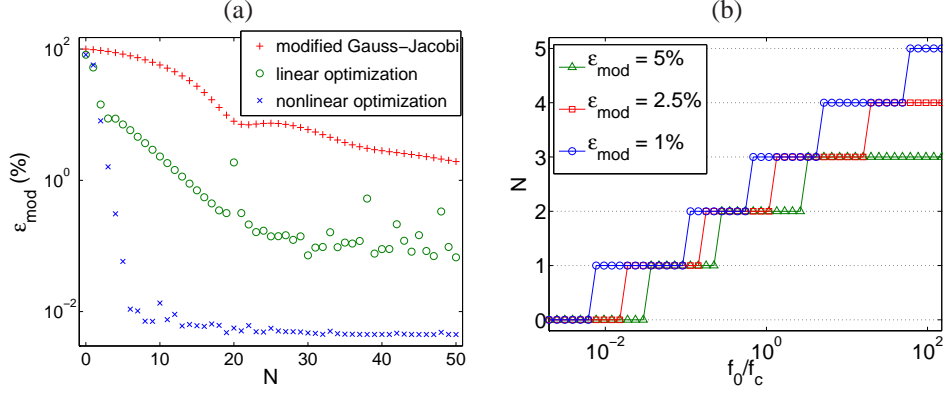 (a)
10^2
10^0
10^-2
ε_mod (%)
0
10
20
30
40
50
N
modified Gauss−Jacobi
linear optimization
nonlinear optimization
(b)
5
4
3
2
1
0
N
10^-2
10^0
10^2
f_0/f_c
ε_mod = 5%
ε_mod = 2.5%
ε_mod = 1%